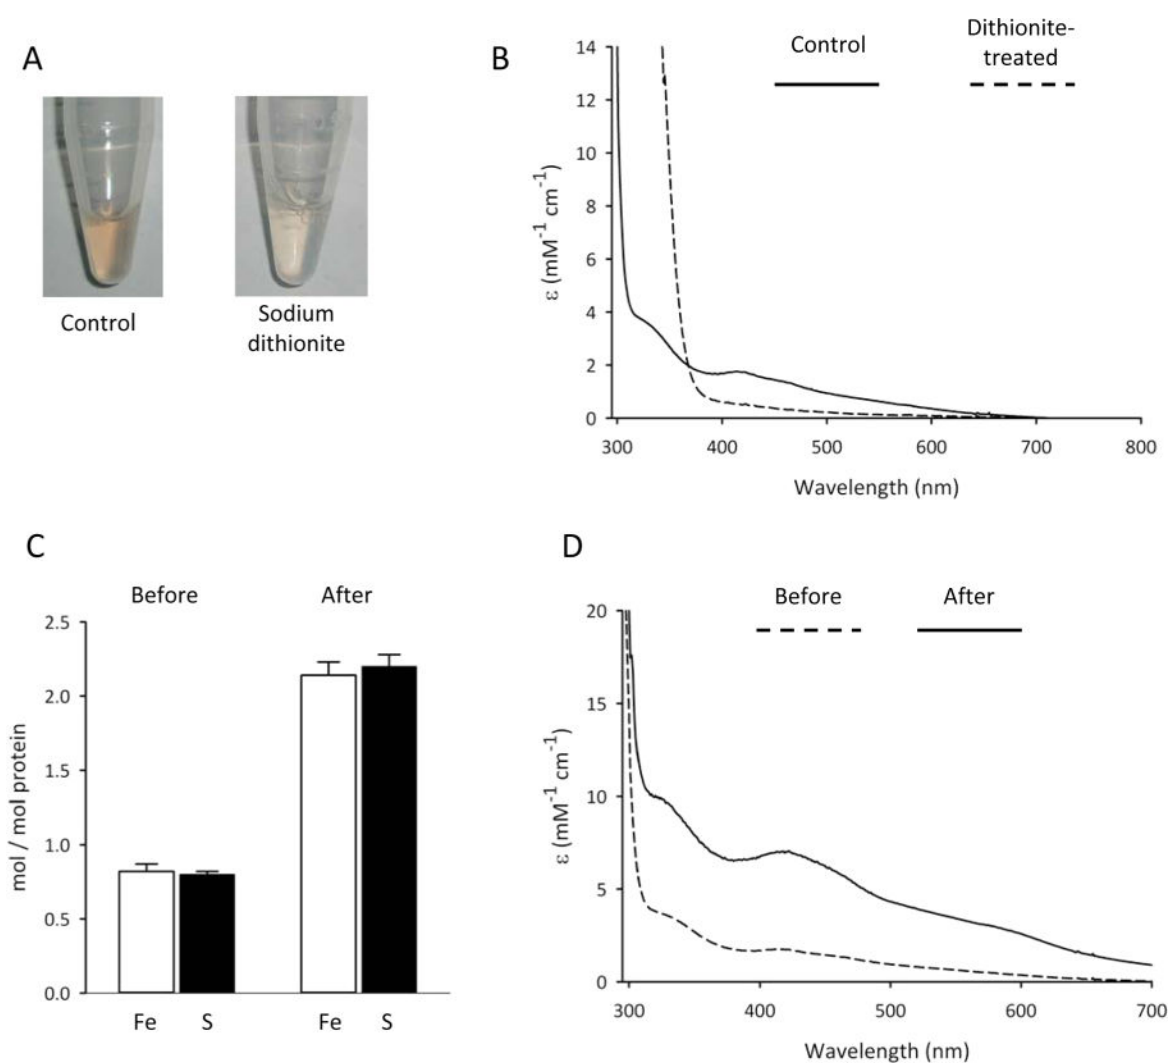 A
Control
Sodium
dithionite
B
Control
Dithionite-
treated
14
12
10
8
6
4
2
0
ε (mM⁻¹ cm⁻¹)
300 400 500 600 700 800
Wavelength (nm)
C
Before After
2.5
2.0
1.5
1.0
0.5
0.0
mol / mol protein
Fe S Fe S
D
Before After
20
15
10
5
0
ε (mM⁻¹ cm⁻¹)
300 400 500 600 700
Wavelength (nm)